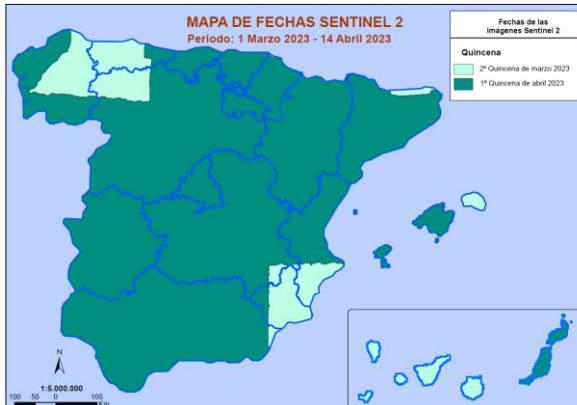 MAPA DE FECHAS SENTINEL 2
Periodo: 1 Marzo 2023 - 14 Abril 2023
Fechas de las
imágenes Sentinel 2
Quincena
2ª Quincena de marzo 2023
1ª Quincena de abril 2023
N
1:5.000.000
100 50 0 100
Km